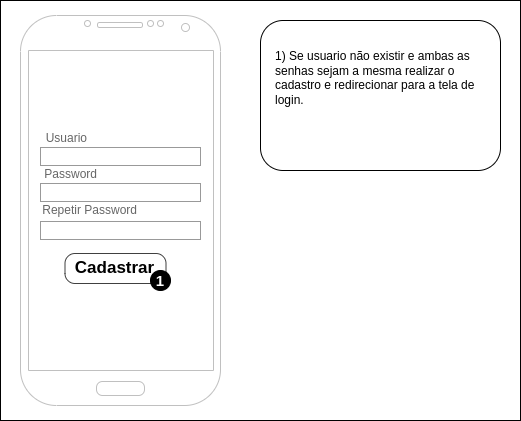 Usuario
Password
Repetir Password
Cadastrar
1
1) Se usuario não existir e ambas as
senhas sejam a mesma realizar o
cadastro e redirecionar para a tela de
login.